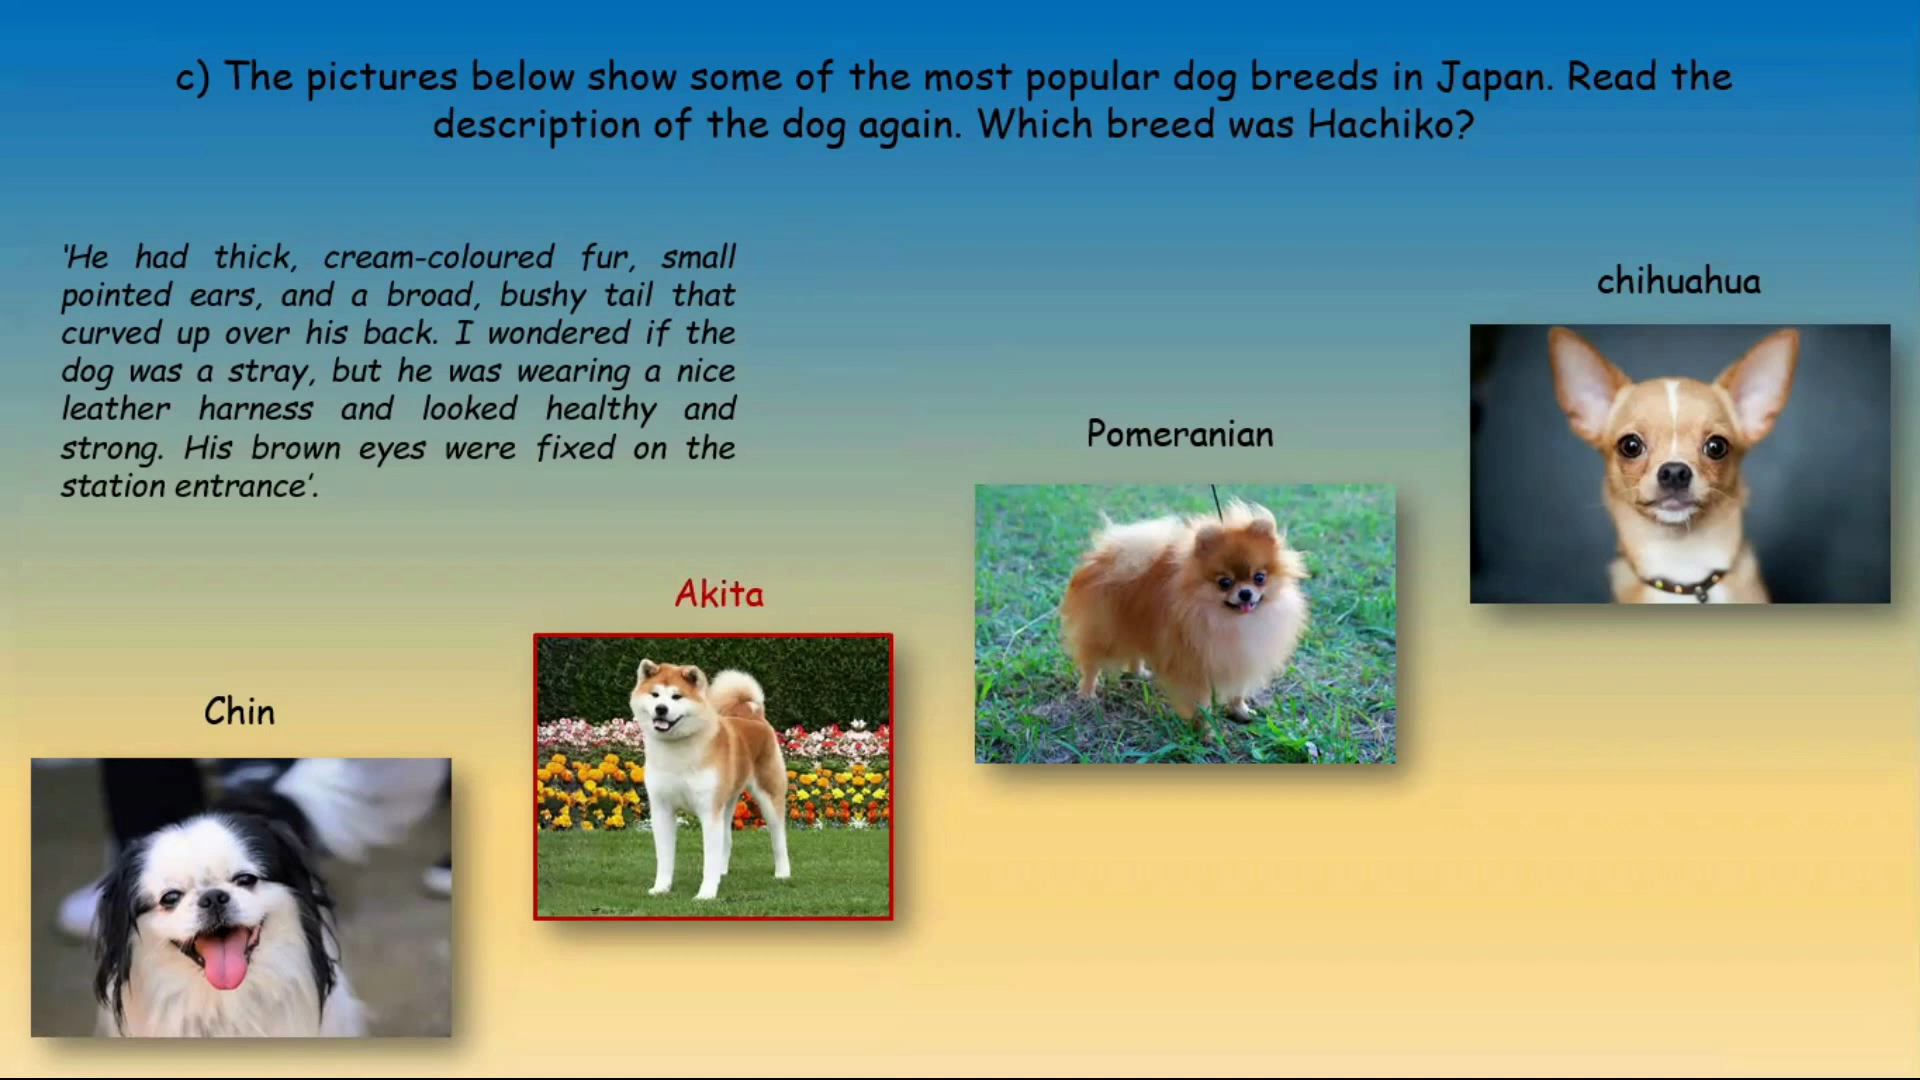 c) The pictures below show some of the most popular dog breeds in Japan. Read the
description of the dog again. Which breed was Hachiko?
‘He had thick, cream-coloured fur, small
pointed ears, and a broad, bushy tail that
curved up over his back. I wondered if the
dog was a stray, but he was wearing a nice
leather harness and looked healthy and
strong. His brown eyes were fixed on the
station entrance’.
chihuahua
Pomeranian
Akita
Chin